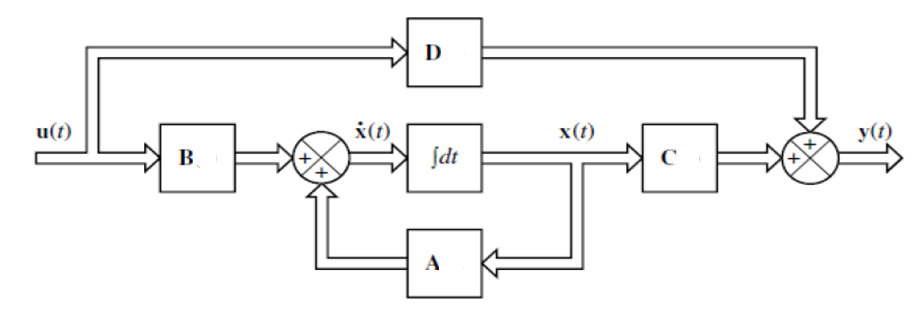 D
u(t)
B
+
+
ẋ(t)
∫dt
x(t)
C
+
+
y(t)
A